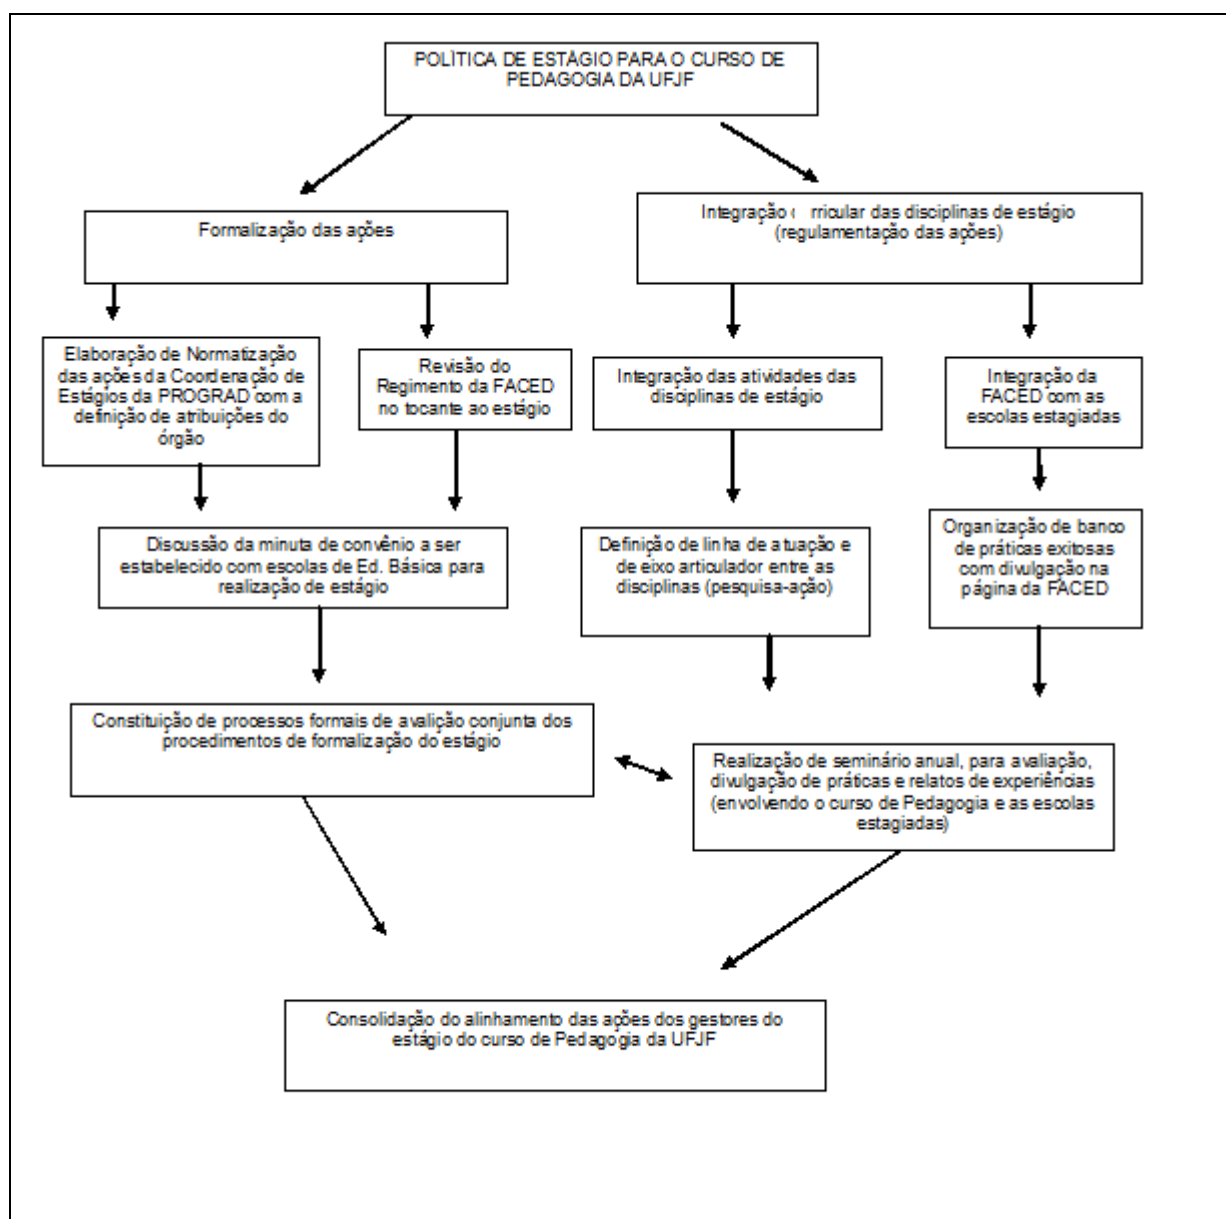 POLÌTICA DE ESTÁGIO PARA O CURSO DE
PEDAGOGIA DA UFJF
Formalização das ações
Integração rricular das disciplinas de estágio
(regulamentação das ações)
Elaboração de Normatização
das ações da Coordenação de
Estágios da PROGRAD com a
definição de atribuições do
órgão
Revisão do
Regimento da FACED
no tocante ao estágio
Integração das atividades das
disciplinas de estágio
Integração da
FACED com as
escolas estagiadas
Discussão da minuta de convênio a ser
estabelecido com escolas de Ed. Básica para
realização de estágio
Definição de linha de atuação e
de eixo articulador entre as
disciplinas (pesquisa-ação)
Organização de banco
de práticas exitosas
com divulgação na
página da FACED
Constituição de processos formais de avalição conjunta dos
procedimentos de formalização do estágio
Realização de seminário anual, para avaliação,
divulgação de práticas e relatos de experiências
(envolvendo o curso de Pedagogia e as escolas
estagiadas)
Consolidação do alinhamento das ações dos gestores do
estágio do curso de Pedagogia da UFJF